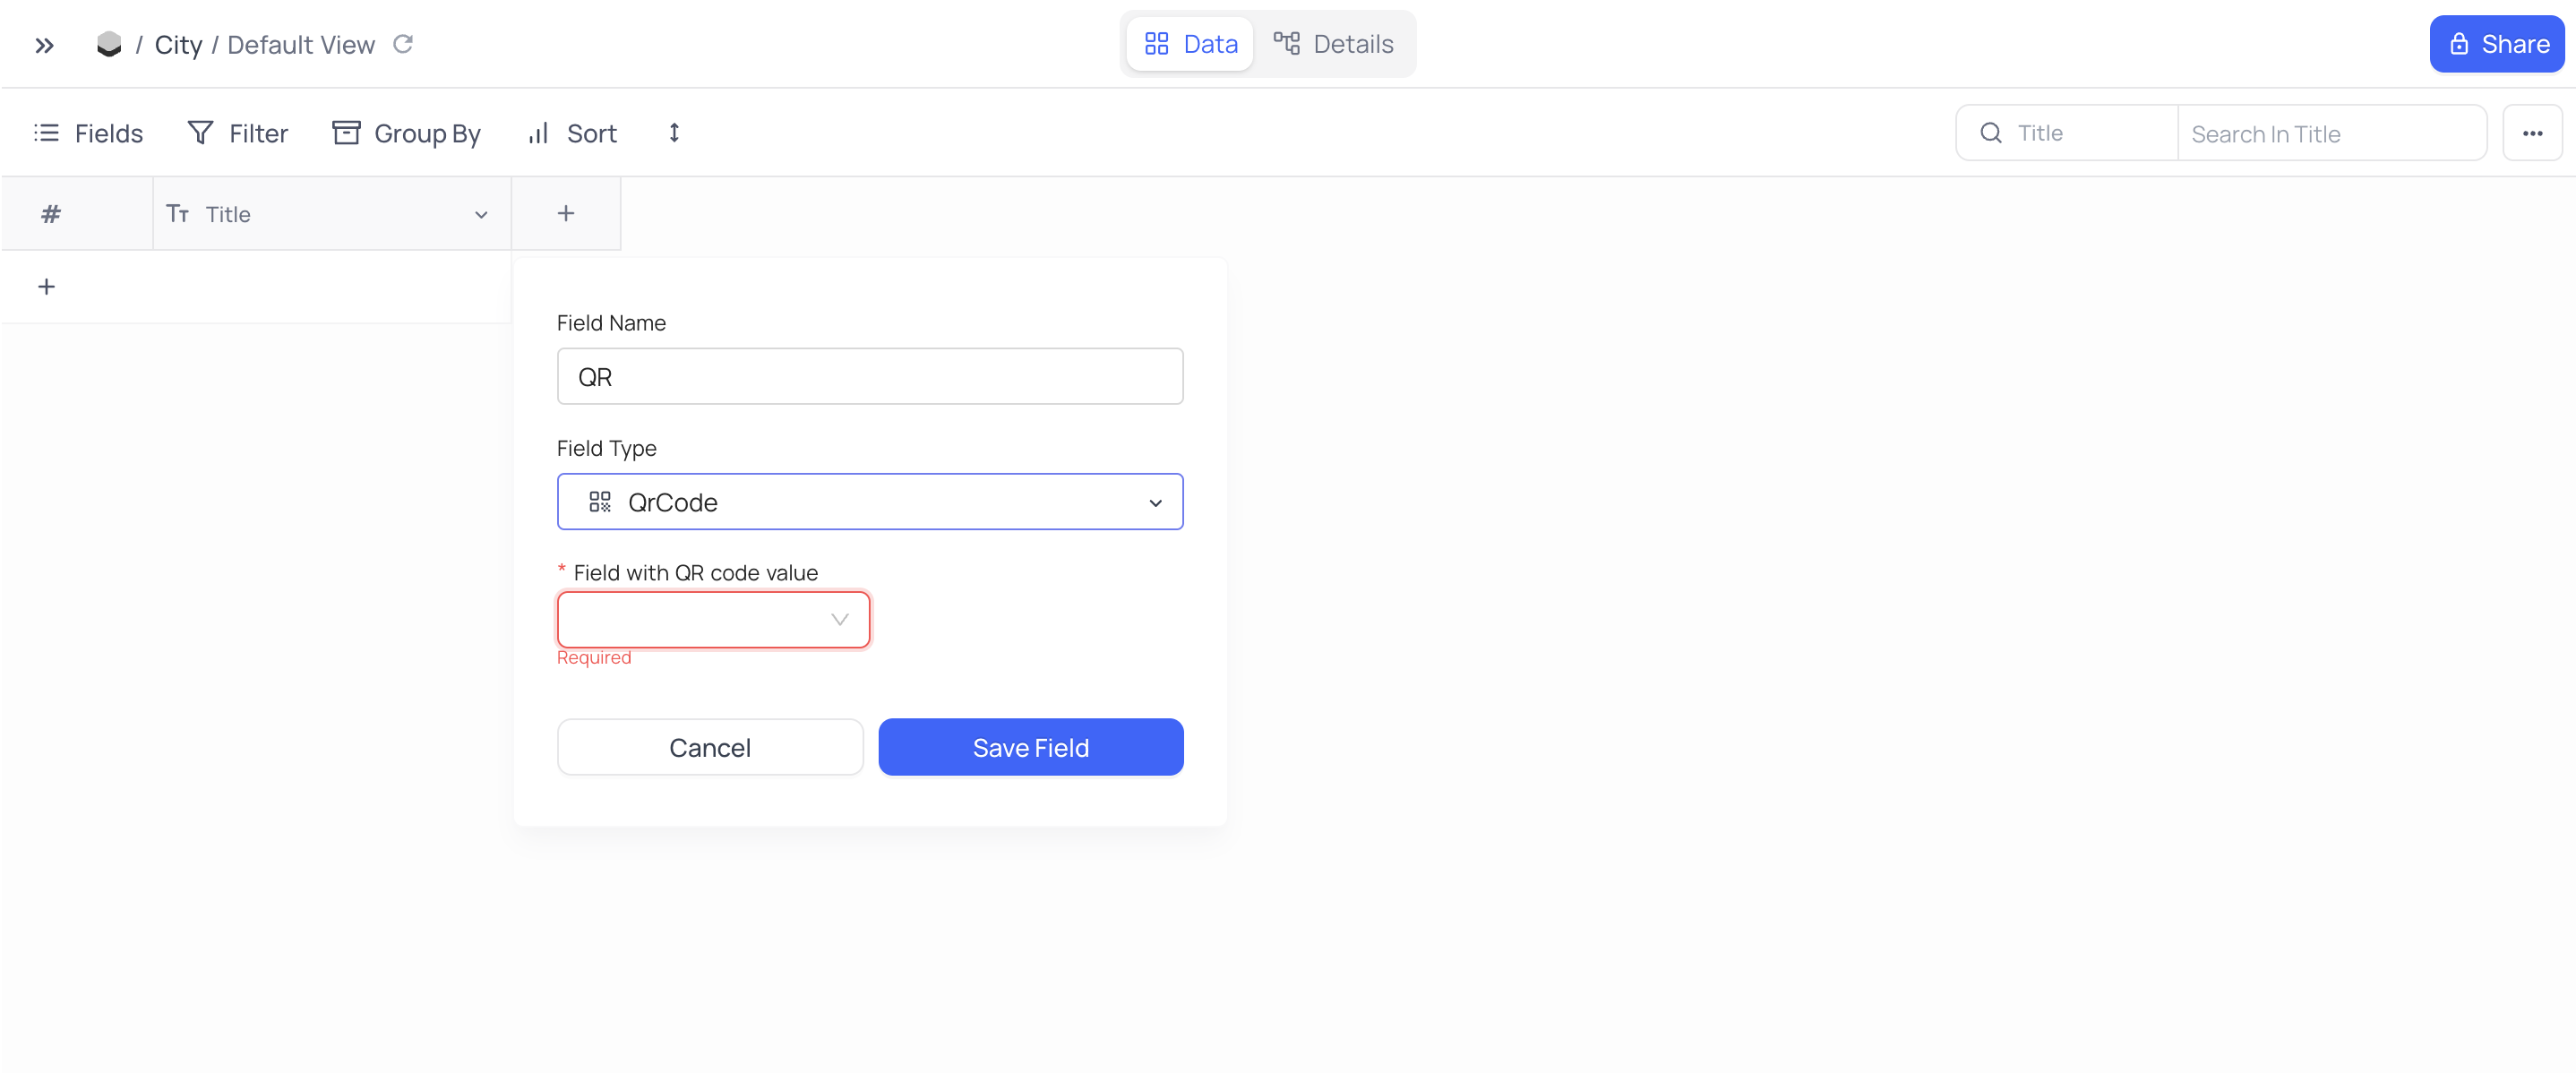 / City / Default View
Data
Details
Share
Fields
Filter
Group By
Sort
Title
Search In Title
#
TT Title
+
+
Field Name
QR
Field Type
QrCode
* Field with QR code value
Required
Cancel
Save Field